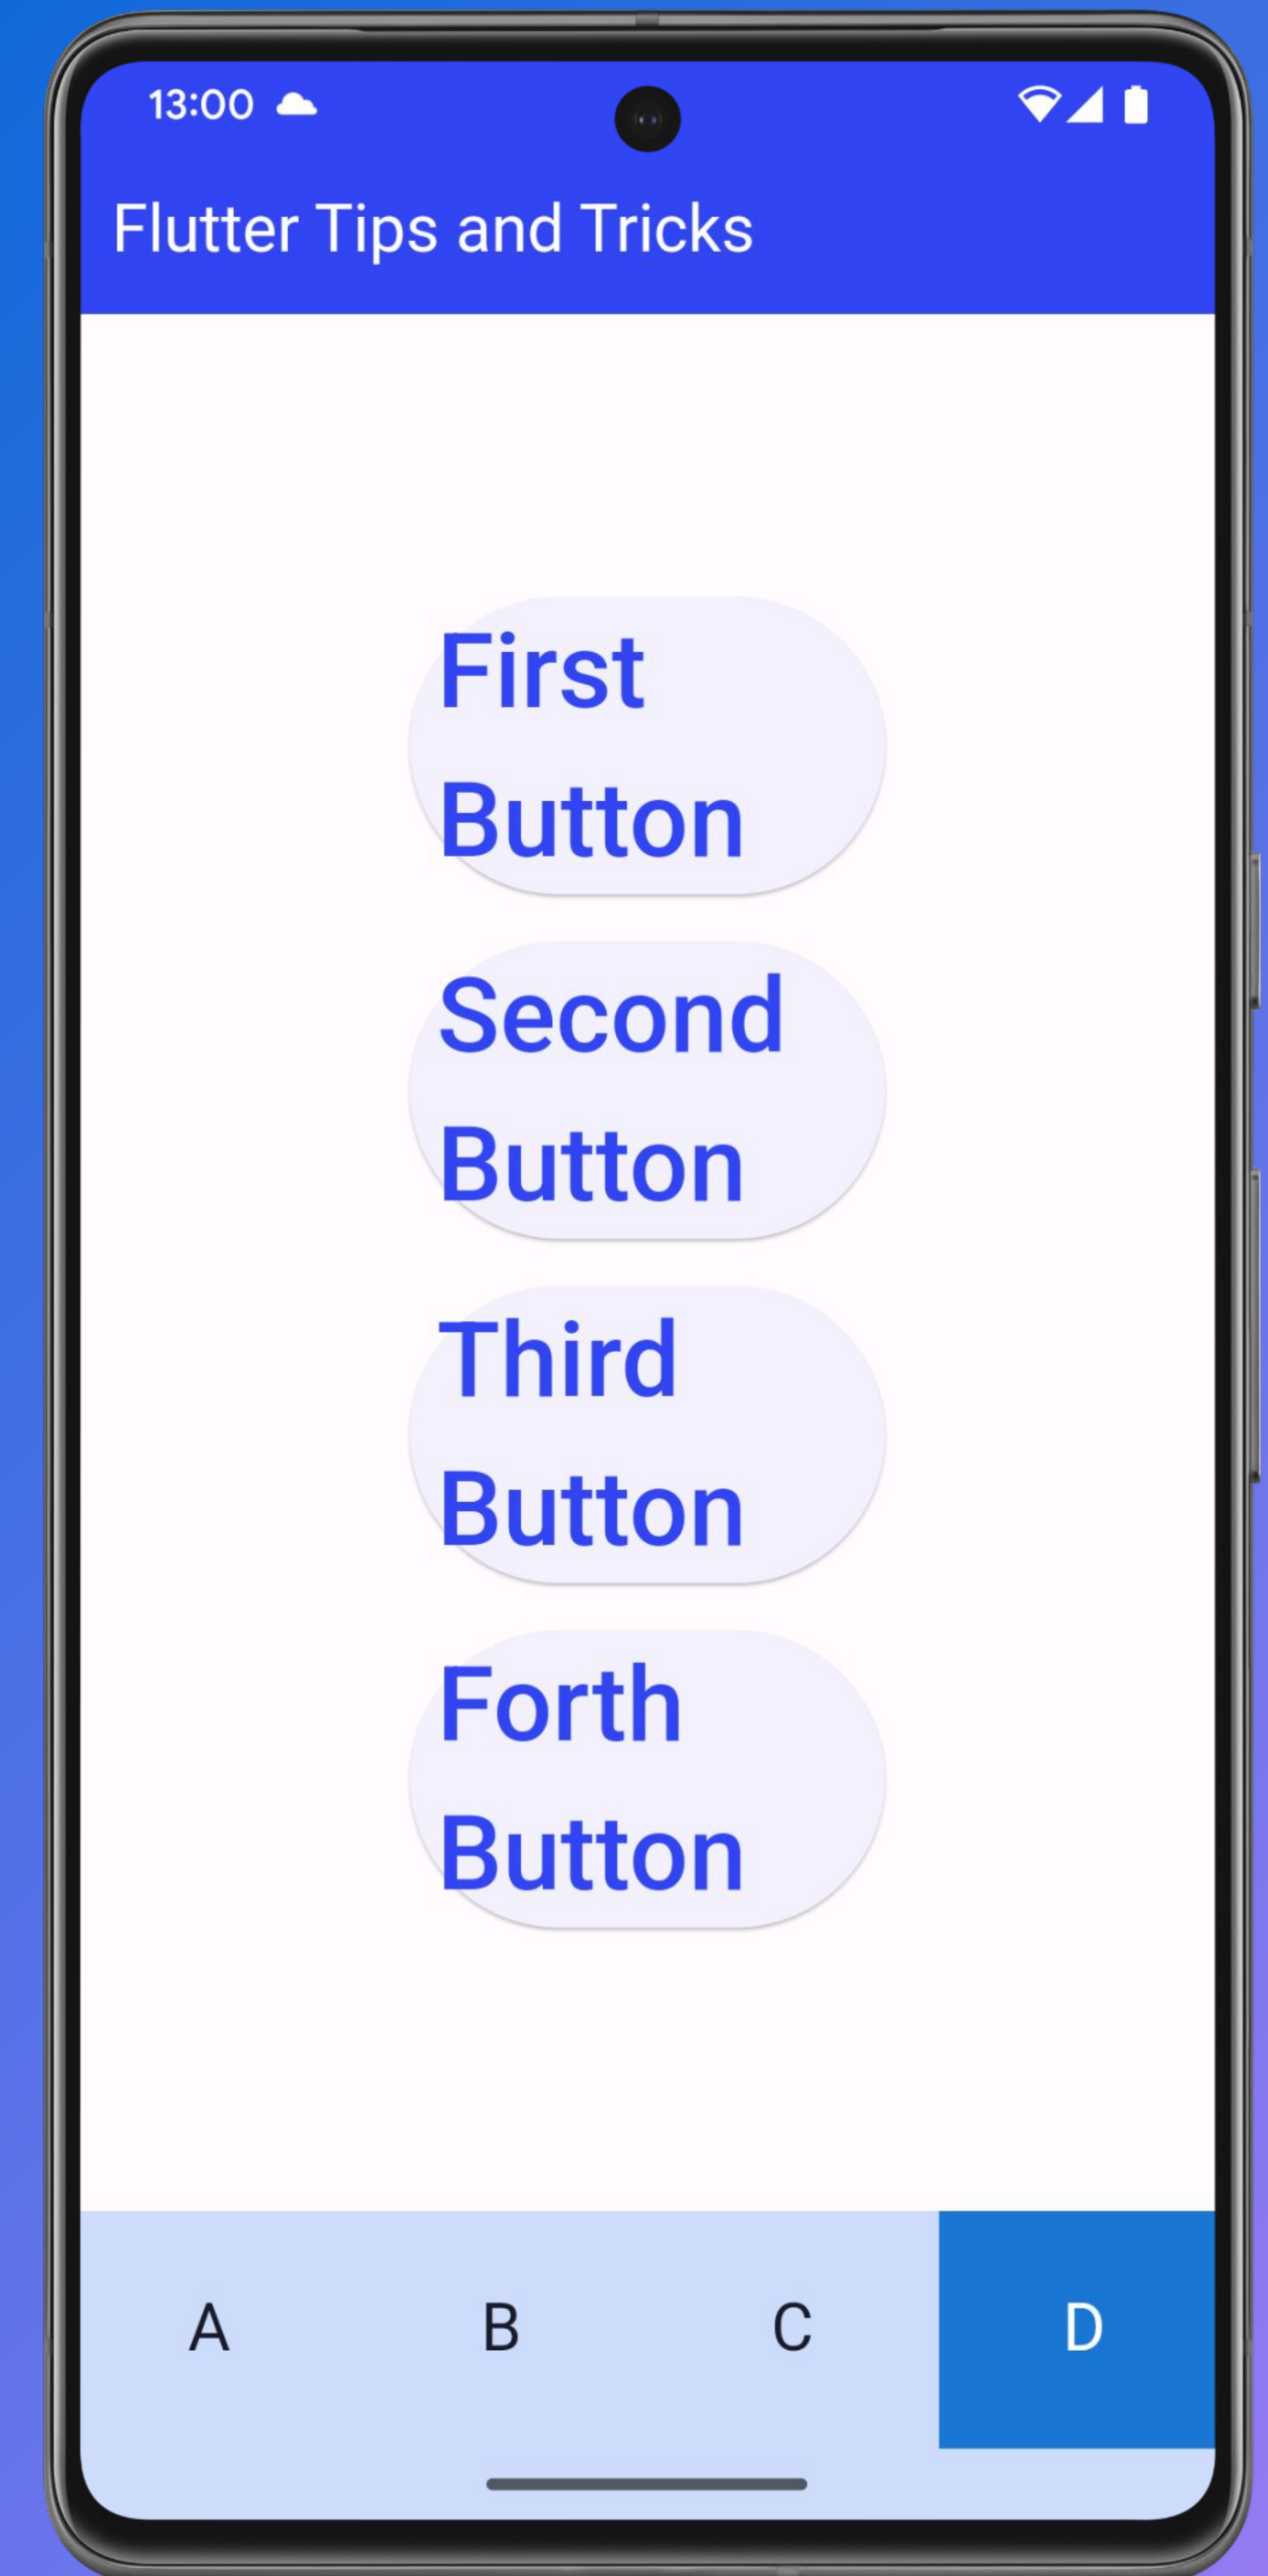 13:00
Flutter Tips and Tricks
First
Button
Second
Button
Third
Button
Forth
Button
A B C D